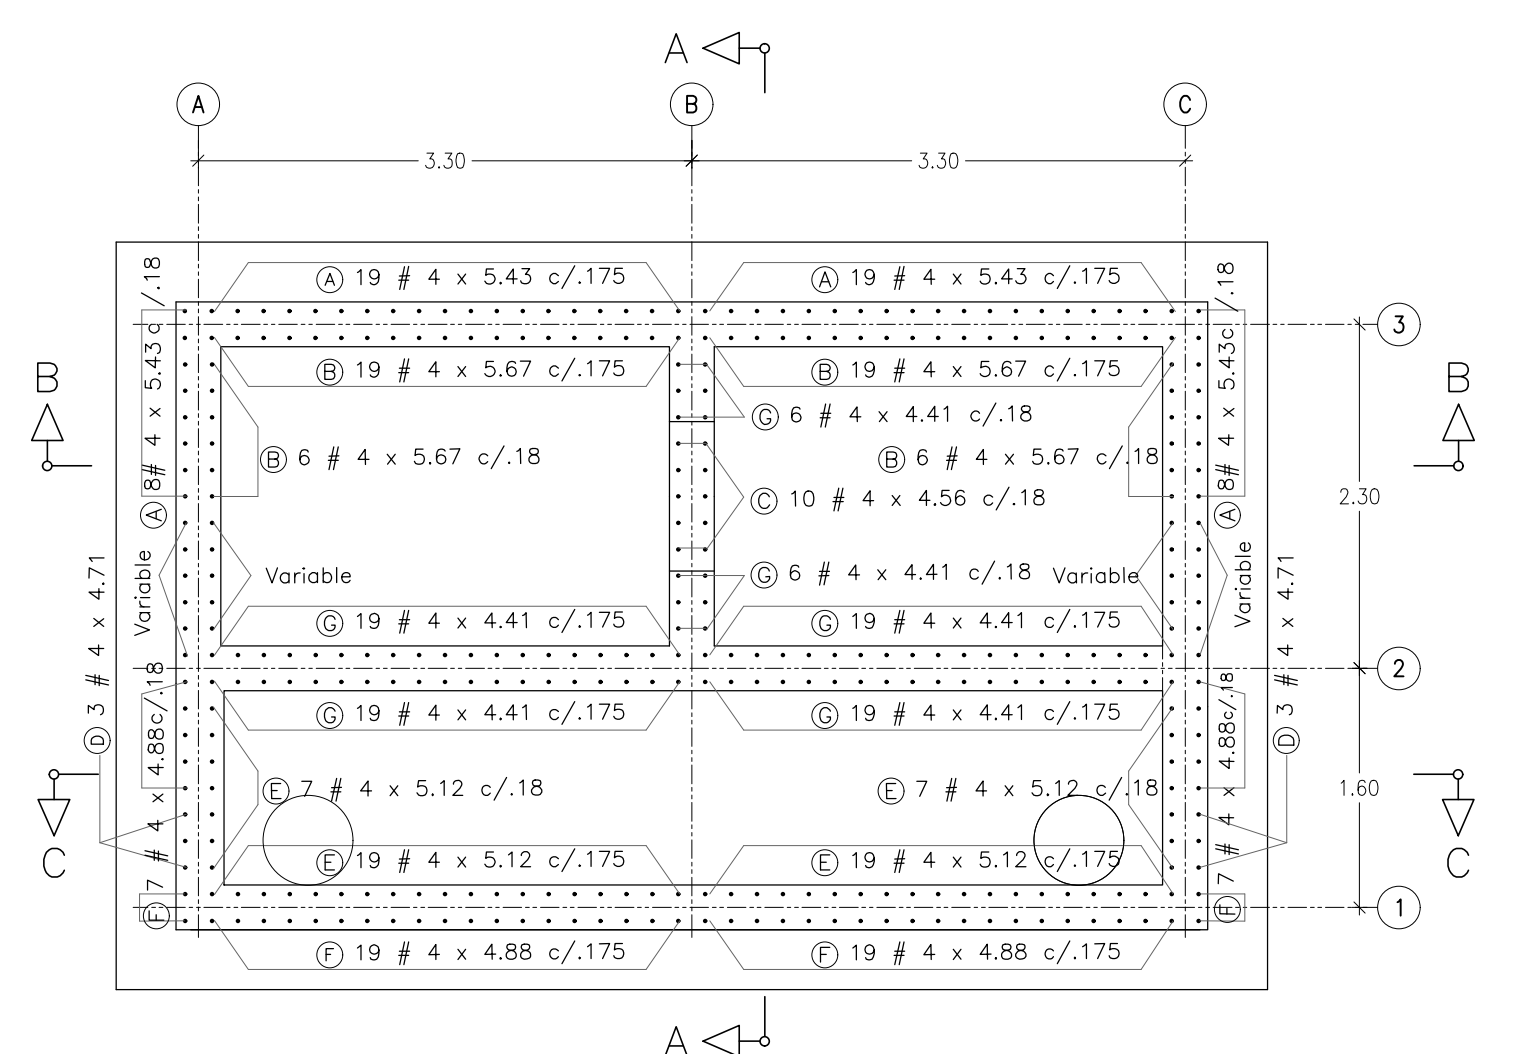 A
A B C
3.30 3.30
A 19 # 4 x 5.43 c/.175 A 19 # 4 x 5.43 c/.175
A 8# 4 x 5.43c/.18
A 8# 4 x 5.43c/.18
3
B 19 # 4 x 5.67 c/.175 B 19 # 4 x 5.67 c/.175
B B
G 6 # 4 x 4.41 c/.18
B 6 # 4 x 5.67 c/.18 B 6 # 4 x 5.67 c/.18
C 10 # 4 x 4.56 c/.18
2.30
Variable Variable
G 6 # 4 x 4.41 c/.18
Variable Variable
D 3 # 4 x 4.71
D 3 # 4 x 4.71
G 19 # 4 x 4.41 c/.175 G 19 # 4 x 4.41 c/.175
2
G 19 # 4 x 4.41 c/.175 G 19 # 4 x 4.41 c/.175
F 7 # 4 x 4.88c/.18
F 7 # 4 x 4.88c/.18
E 7 # 4 x 5.12 c/.18 E 7 # 4 x 5.12 c/.18
1.60
C C
E 19 # 4 x 5.12 c/.175 E 19 # 4 x 5.12 c/.175
1
F 19 # 4 x 4.88 c/.175 F 19 # 4 x 4.88 c/.175
A